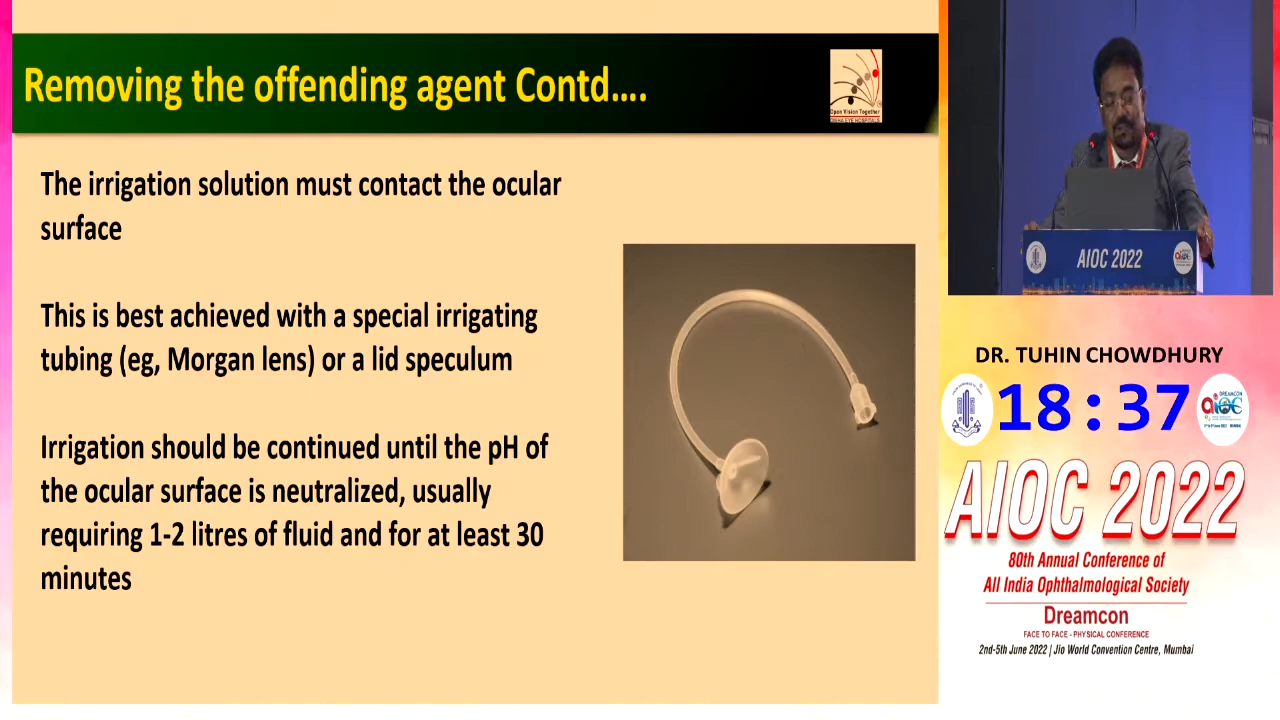 Removing the offending agent Contd....
Open Vision Together
The irrigation solution must contact the ocular
surface
This is best achieved with a special irrigating
tubing (eg, Morgan lens) or a lid speculum
Irrigation should be continued until the pH of
the ocular surface is neutralized, usually
requiring 1-2 litres of fluid and for at least 30
minutes
AIOC 2022
DR. TUHIN CHOWDHURY
18:37
AIOC 2022
80th Annual Conference of
All India Ophthalmological Society
Dreamcon
FACE TO FACE - PHYSICAL CONFERENCE
2nd-5th June 2022 | Jio World Convention Centre, Mumbai